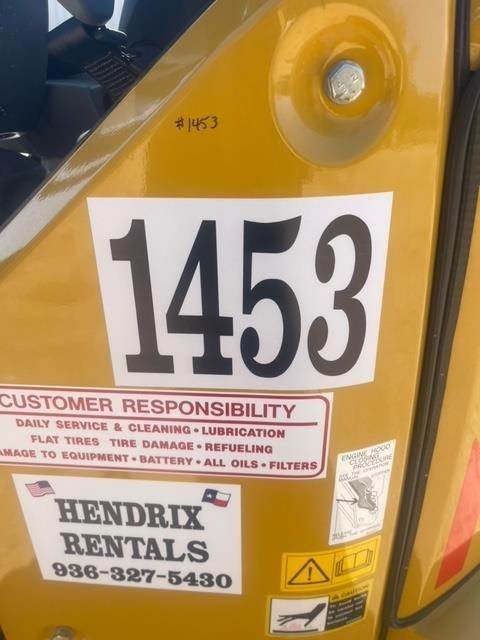 #1453
1453
CUSTOMER RESPONSIBILITY
DAILY SERVICE & CLEANING • LUBRICATION
FLAT TIRES TIRE DAMAGE • REFUELING
AMAGE TO EQUIPMENT • BATTERY • ALL OILS • FILTERS
ENGINE HOOD
CLOSING
PROCEDURE
HENDRIX
RENTALS
936-327-5430
CAUTION